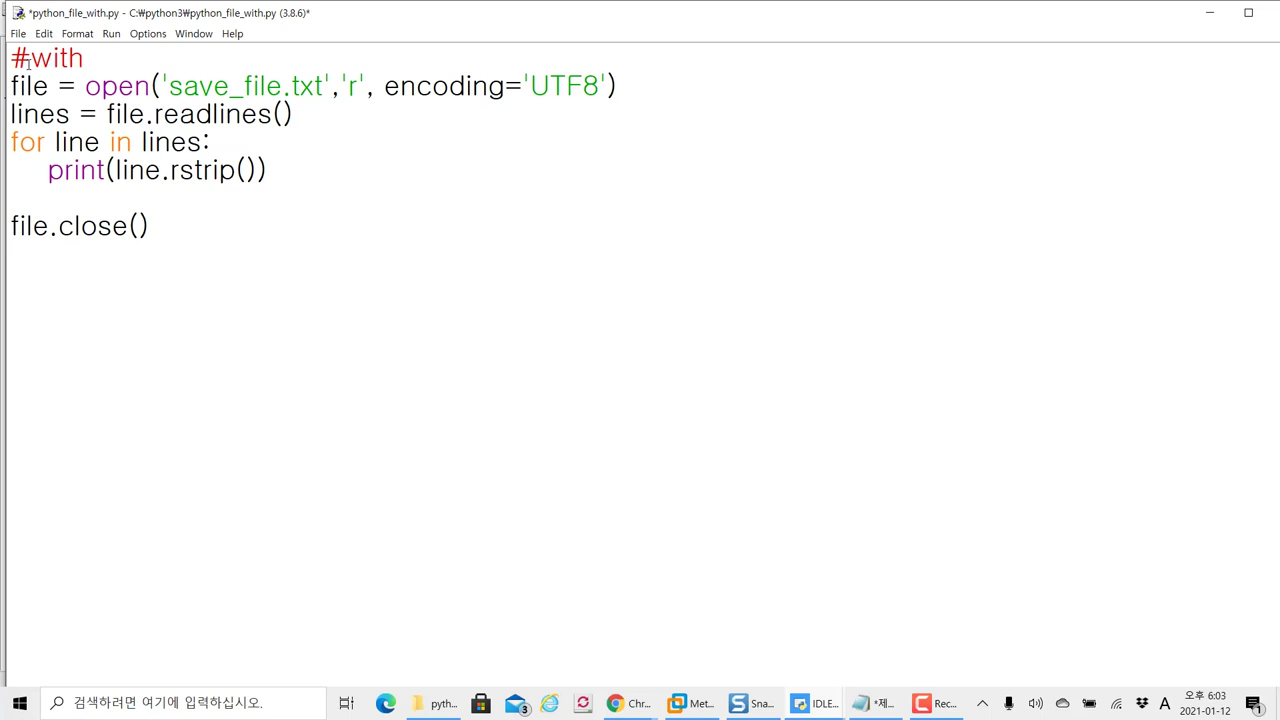 *python_file_with.py - C:₩python3₩python_file_with.py (3.8.6)*
File Edit Format Run Options Window Help
#with
file = open('save_file.txt','r', encoding='UTF8')
lines = file.readlines()
for line in lines:
print(line.rstrip())
file.close()
검색하려면 여기에 입력하십시오.
3
pyth...
Chr...
Met...
Sna...
IDLE...
*제...
Rec...
A
오후 6:03
2021-01-12
1